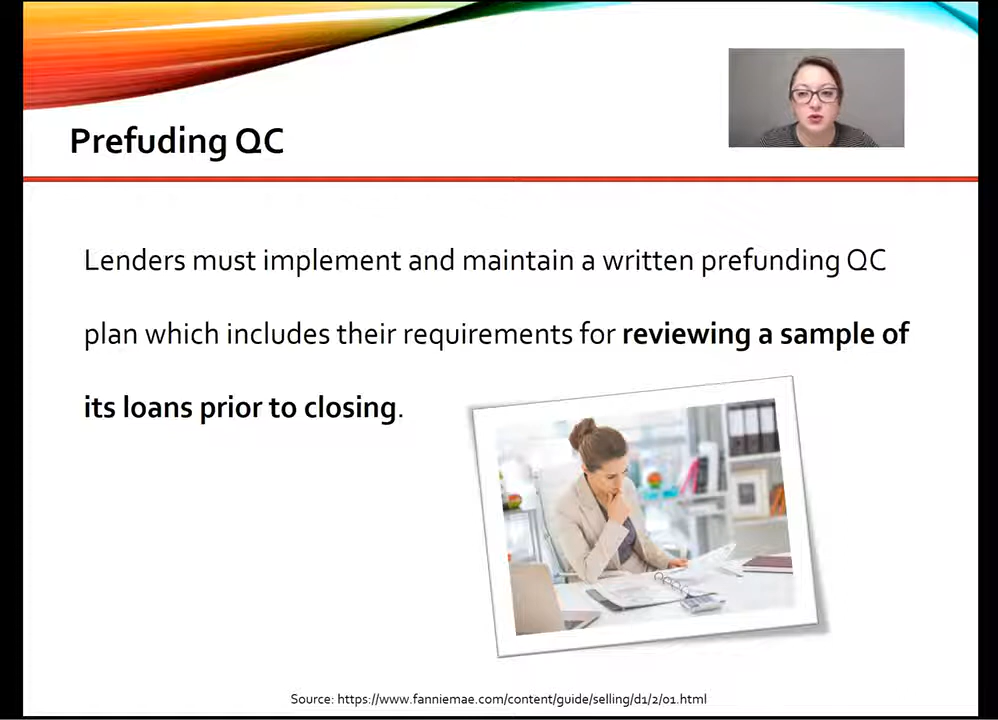 Prefuding QC
Lenders must implement and maintain a written prefunding QC
plan which includes their requirements for reviewing a sample of
its loans prior to closing.
Source: https://www.fanniemae.com/content/guide/selling/d1/2/01.html